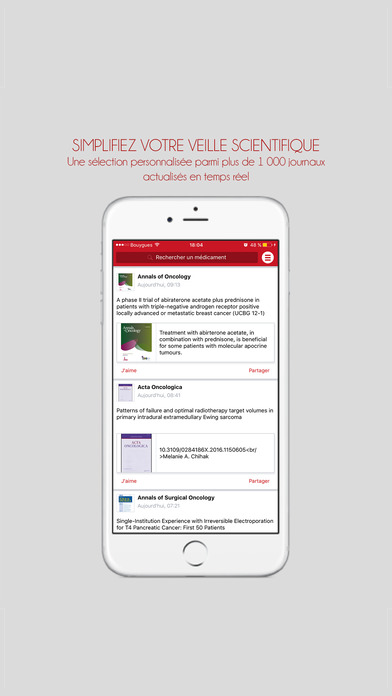 SIMPLIFIEZ VOTRE VEILLE SCIENTIFIQUE
Une sélection personnalisée parmi plus de 1 000 journaux
actualisés en temps réel
Bouygues 18:04 48 %
Rechercher un médicament
Annals of Oncology
Aujourd'hui, 09:13
A phase II trial of abiraterone acetate plus prednisone in
patients with triple-negative androgen receptor positive
locally advanced or metastatic breast cancer (UCBG 12-1)
Annals
Oncology
Treatment with abirterone acetate, in
combination with prednisone, is beneficial
for some patients with molecular apocrine
tumours.
J'aime Partager
Acta Oncologica
Aujourd'hui, 08:41
Patterns of failure and optimal radiotherapy target volumes in
primary intradural extramedullary Ewing sarcoma
ACTA
ONCOLOGICA
10.3109/0284186X.2016.1150605<br/
>Melanie A. Chihak
J'aime Partager
Annals of Surgical Oncology
Aujourd'hui, 07:21
Single-Institution Experience with Irreversible Electroporation
for T4 Pancreatic Cancer: First 50 Patients